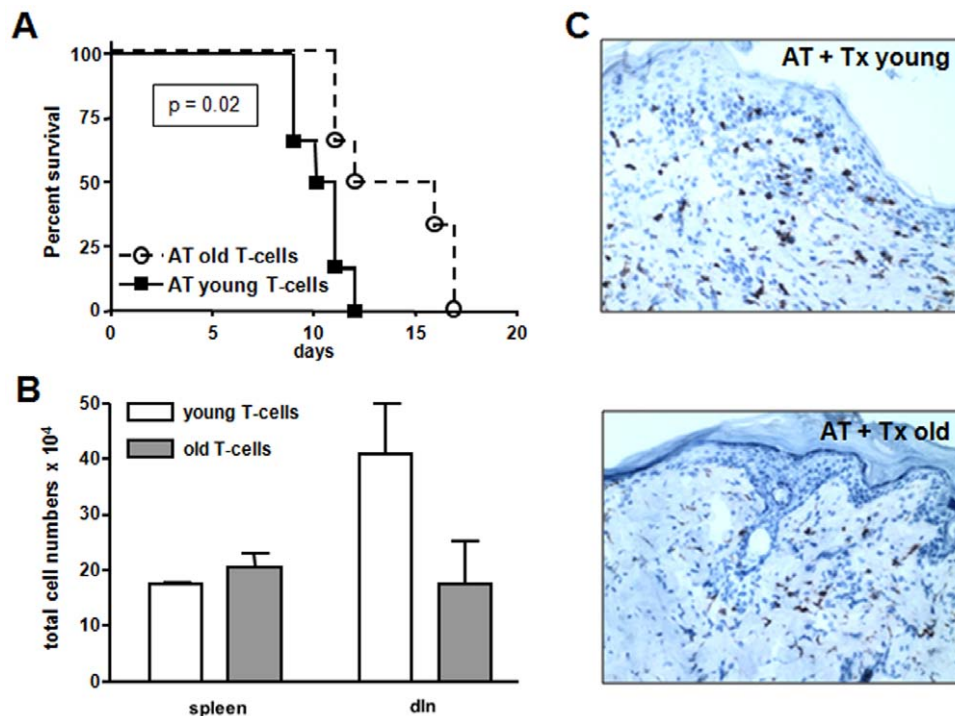 A
100
75
50
25
0
Percent survival
p = 0.02
AT old T-cells
AT young T-cells
0 5 10 15 20
days
B
50
40
30
20
10
0
total cell numbers x 10⁴
young T-cells
old T-cells
spleen dln
C
AT + Tx young
AT + Tx old